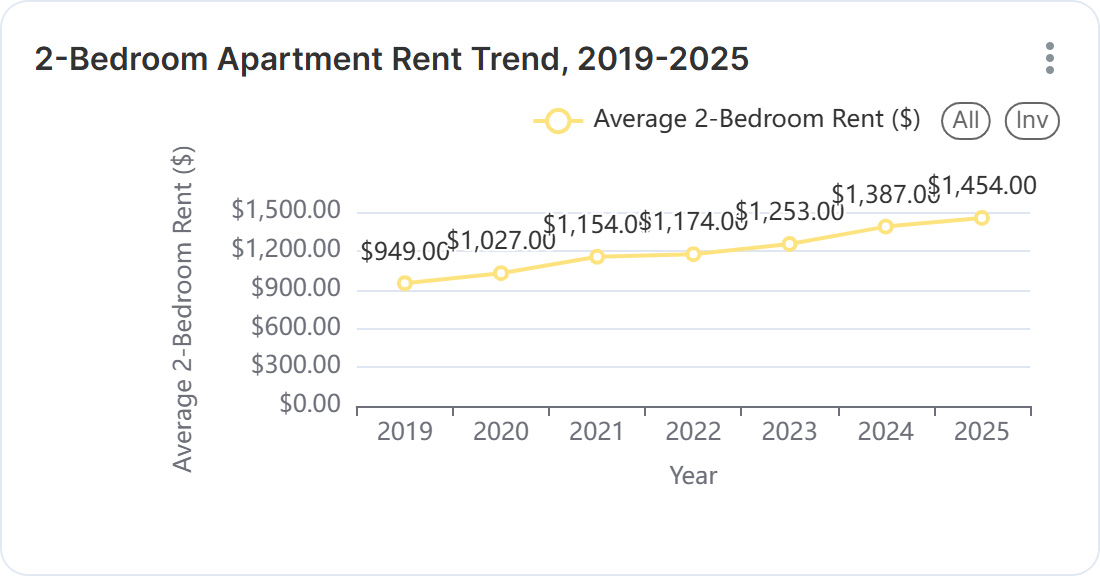 2-Bedroom Apartment Rent Trend, 2019-2025
Average 2-Bedroom Rent ($)
All
Inv
Average 2-Bedroom Rent ($)
$1,500.00
$1,200.00
$900.00
$600.00
$300.00
$0.00
$949.00
$1,027.00
$1,154.00
$1,174.00
$1,253.00
$1,387.00
$1,454.00
2019 2020 2021 2022 2023 2024 2025
Year